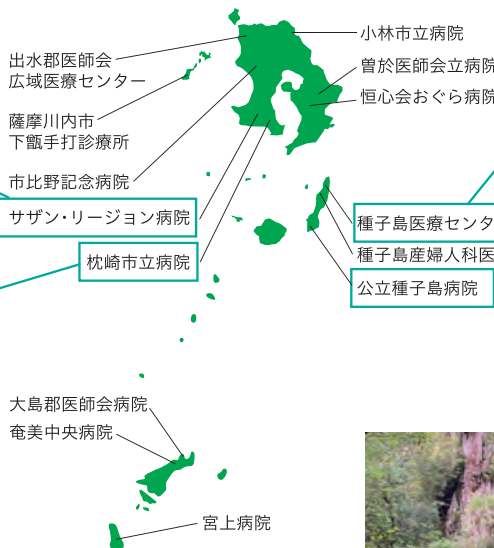 出水郡医師会
広域医療センター
薩摩川内市
下甑手打診療所
市比野記念病院
サザン・リージョン病院
枕崎市立病院
小林市立病院
曽於医師会立病院
恒心会おぐら病院
種子島医療センタ
種子島産婦人科医
公立種子島病院
大島郡医師会病院
奄美中央病院
宮上病院